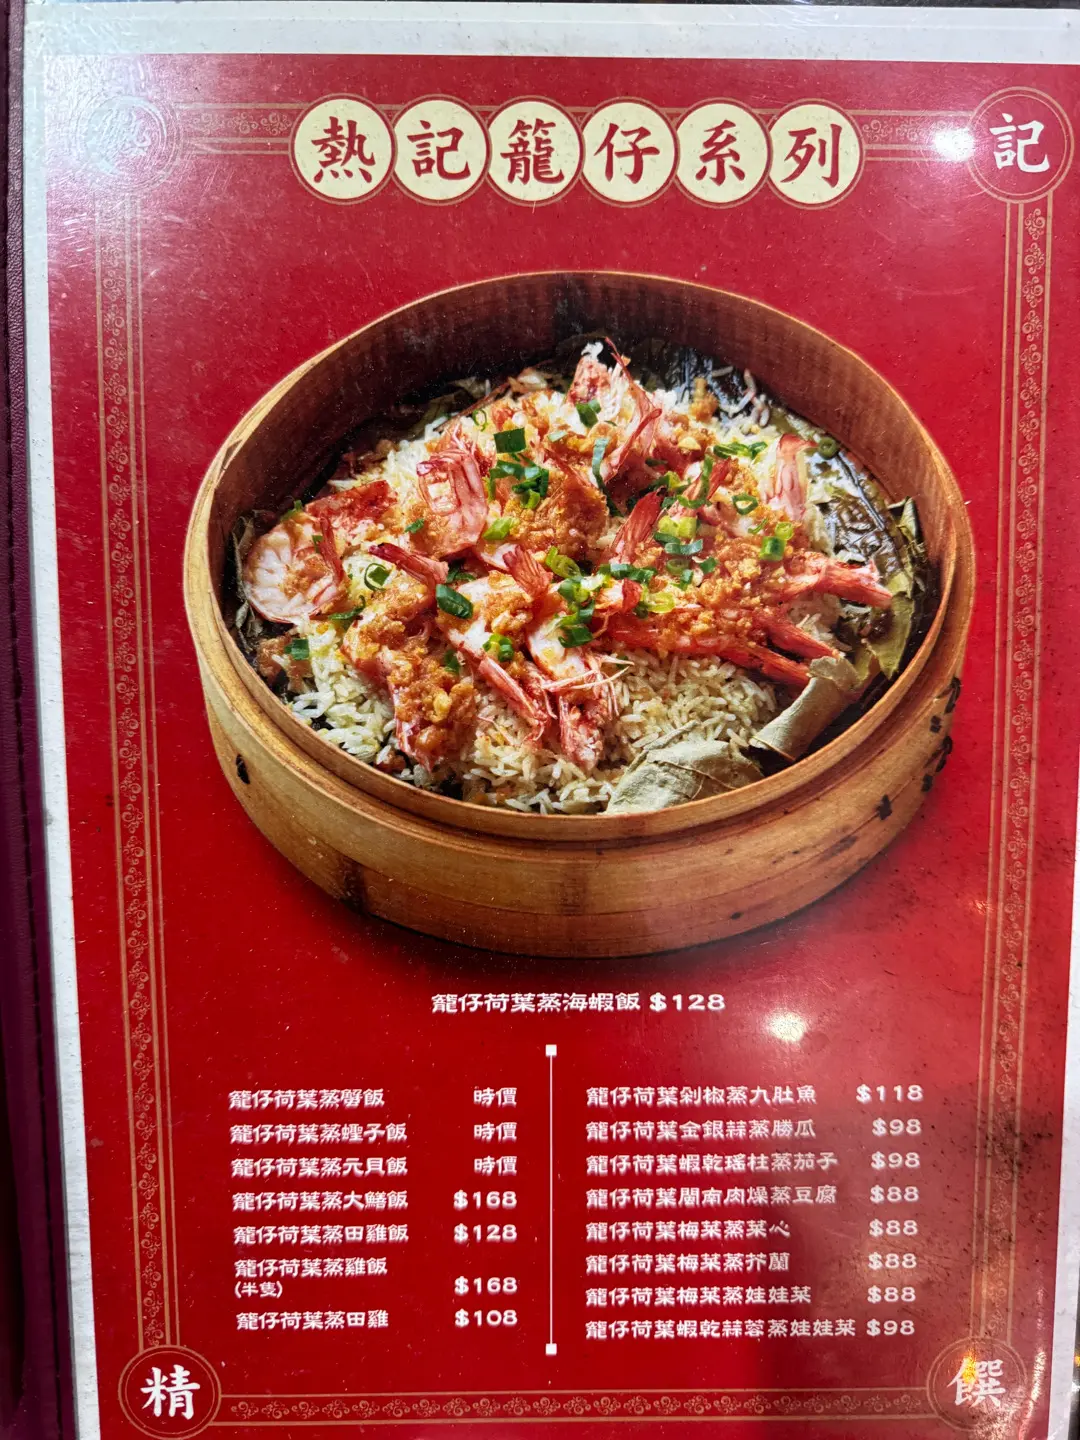 熱記籠仔系列
記
籠仔荷葉蒸海蝦飯 $128
籠仔荷葉蒸蟹飯 時價
籠仔荷葉蒸蟶子飯 時價
籠仔荷葉蒸元貝飯 時價
籠仔荷葉蒸大鱔飯 $168
籠仔荷葉蒸田雞飯 $128
籠仔荷葉蒸雞飯
(半隻) $168
籠仔荷葉蒸田雞 $108
籠仔荷葉剁椒蒸九肚魚 $118
籠仔荷葉金銀蒜蒸勝瓜 $98
籠仔荷葉蝦乾瑤柱蒸茄子 $98
籠仔荷葉閩南肉燥蒸豆腐 $88
籠仔荷葉梅菜蒸菜心 $88
籠仔荷葉梅菜蒸芥蘭 $88
籠仔荷葉梅菜蒸娃娃菜 $88
籠仔荷葉蝦乾蒜蓉蒸娃娃菜 $98
精
饌